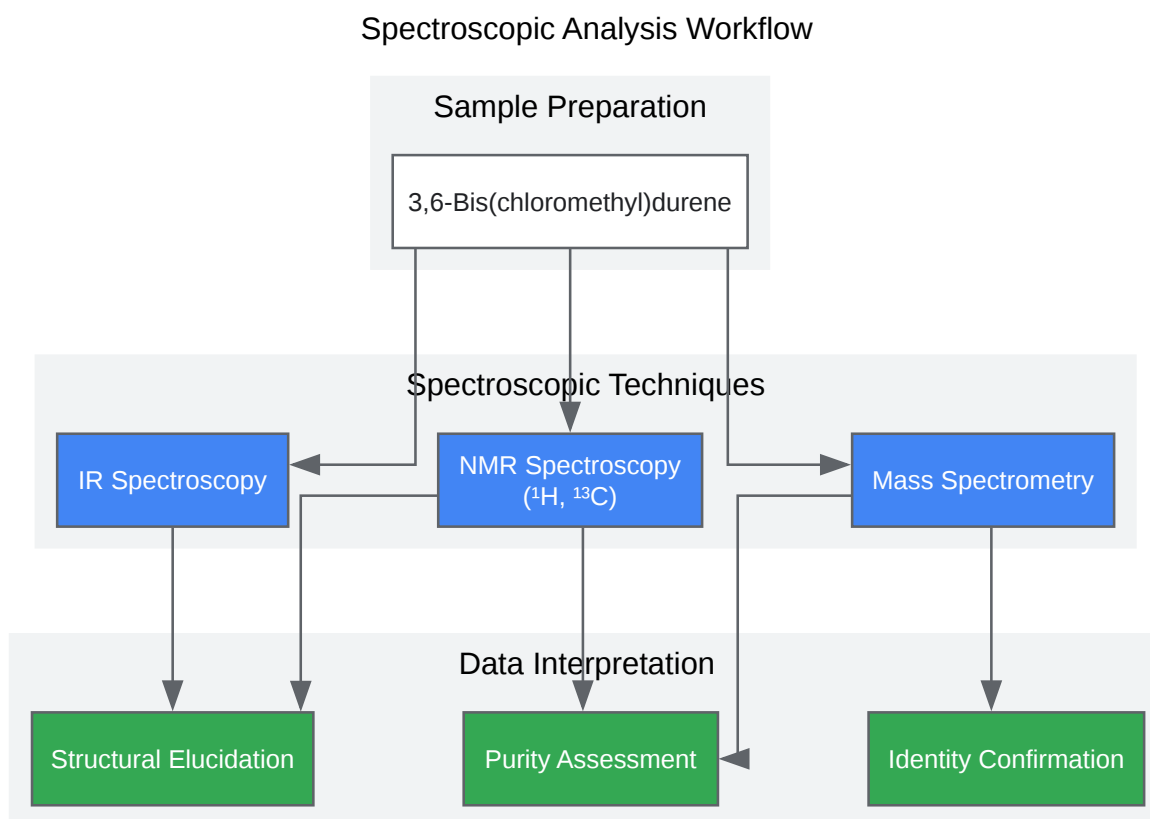 Spectroscopic Analysis Workflow
Sample Preparation
3,6-Bis(chloromethyl)durene
Spectroscopic Techniques
IR Spectroscopy
NMR Spectroscopy
(¹H, ¹³C)
Mass Spectrometry
Data Interpretation
Structural Elucidation
Purity Assessment
Identity Confirmation